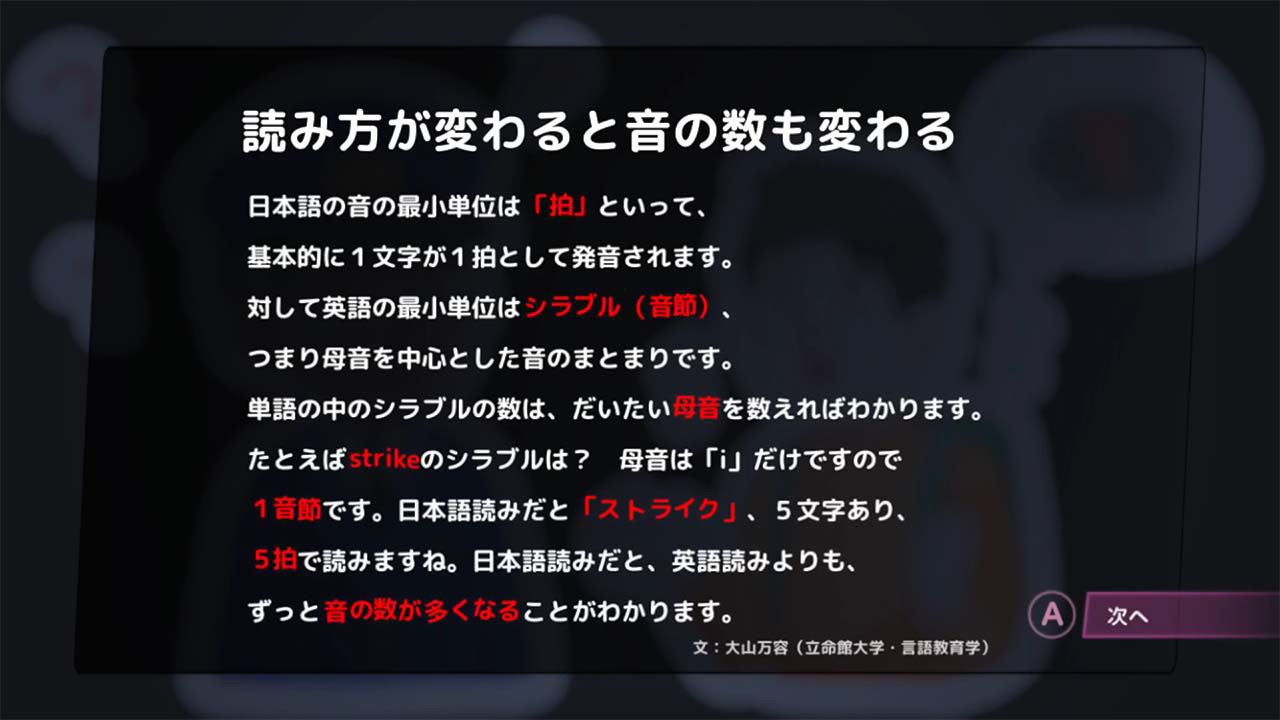 読み方が変わると音の数も変わる
日本語の音の最小単位は「拍」といって、
基本的に１文字が１拍として発音されます。
対して英語の最小単位はシラブル（音節）、
つまり母音を中心とした音のまとまりです。
単語の中のシラブルの数は、だいたい母音を数えればわかります。
たとえばstrikeのシラブルは？　母音は「i」だけですので
１音節です。日本語読みだと「ストライク」、５文字あり、
５拍で読みますね。日本語読みだと、英語読みよりも、
ずっと音の数が多くなることがわかります。
文：大山万容（立命館大学・言語教育学）
A 次へ